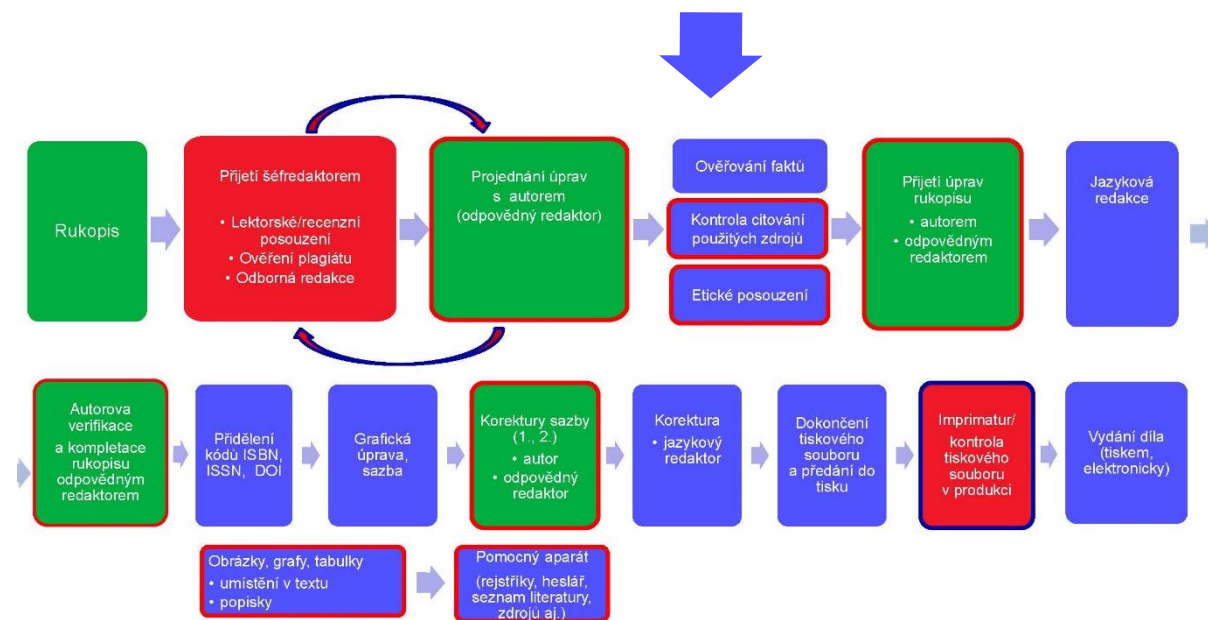 Rukopis
Přijetí šéfredaktorem
• Lektorské/recenzní
posouzení
• Ověření plagiátu
• Odborná redakce
Projednání úprav
s autorem
(odpovědný redaktor)
Ověřování faktů
Kontrola citování
použitých zdrojů
Etické posouzení
Přijetí úprav
rukopisu
• autorem
• odpovědným
redaktorem
Jazyková
redakce
Autorova
verifikace
a kompletace
rukopisu
odpovědným
redaktorem
Přidělení
kódů ISBN,
ISSN, DOI
Grafická
úprava,
sazba
Korektury sazby
(1., 2.)
• autor
• odpovědný
redaktor
Korektura
• jazykový
redaktor
Dokončení
tiskového
souboru
a předání do
tisku
Imprimatur/
kontrola
tiskového
souboru
v produkci
Vydání díla
(tiskem,
elektronicky)
Obrázky, grafy, tabulky
• umístění v textu
• popisky
Pomocný aparát
(rejstříky, heslář,
seznam literatury,
zdrojů aj.)